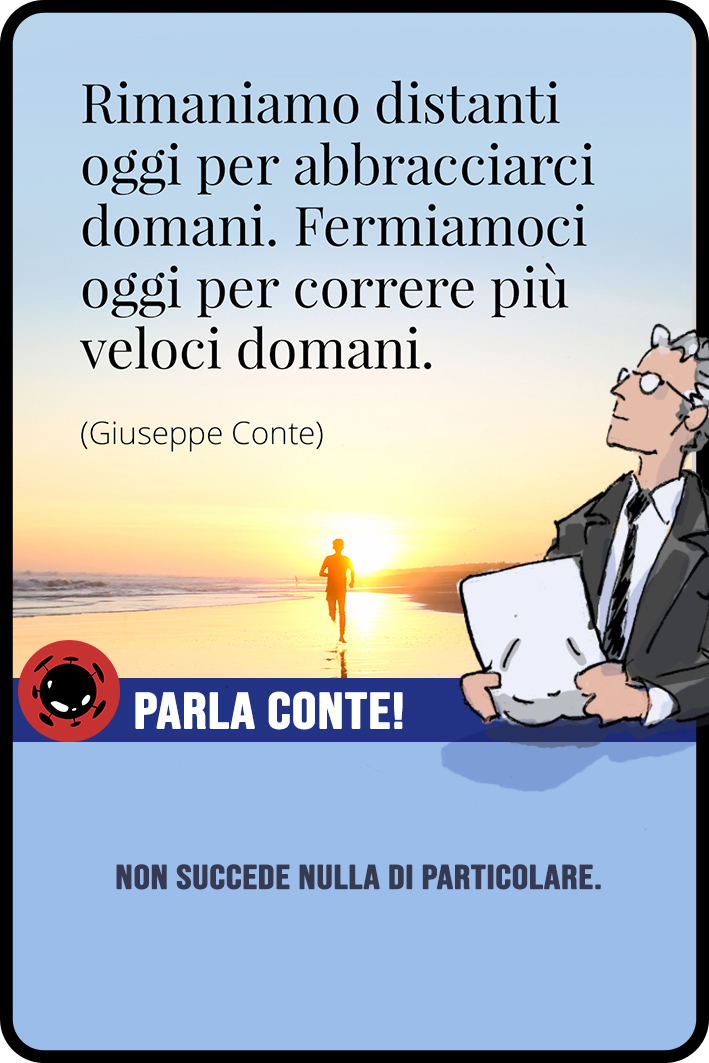 Rimaniamo distanti
oggi per abbracciarci
domani. Fermiamoci
oggi per correre più
veloci domani.
(Giuseppe Conte)
PARLA CONTE!
NON SUCCEDE NULLA DI PARTICOLARE.